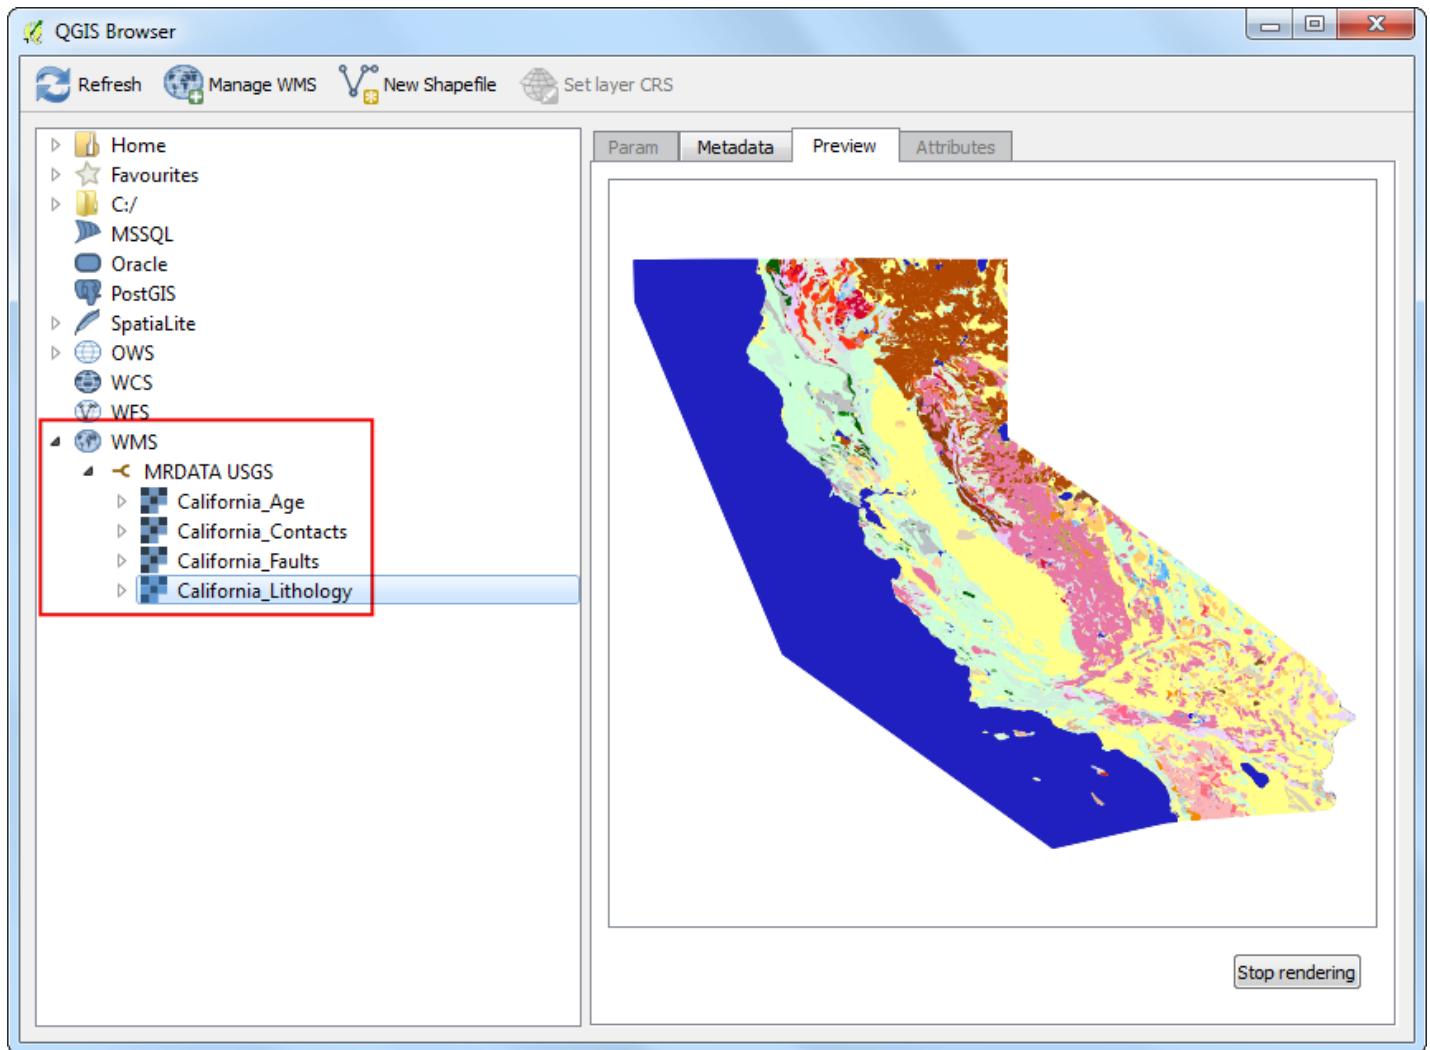 QGIS Browser
Refresh Manage WMS New Shapefile Set layer CRS
Home
Favourites
C:/
MSSQL
Oracle
PostGIS
SpatiaLite
OWS
WCS
WFS
WMS
MRDATA USGS
California_Age
California_Contacts
California_Faults
California_Lithology
Param Metadata Preview Attributes
Stop rendering